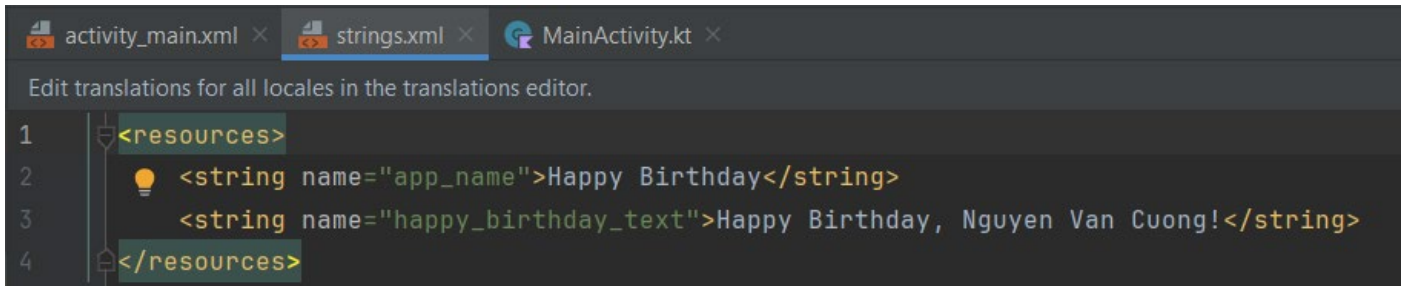 activity_main.xml × strings.xml × MainActivity.kt ×
Edit translations for all locales in the translations editor.
1 <resources>
2 <string name="app_name">Happy Birthday</string>
3 <string name="happy_birthday_text">Happy Birthday, Nguyen Van Cuong!</string>
4 </resources>